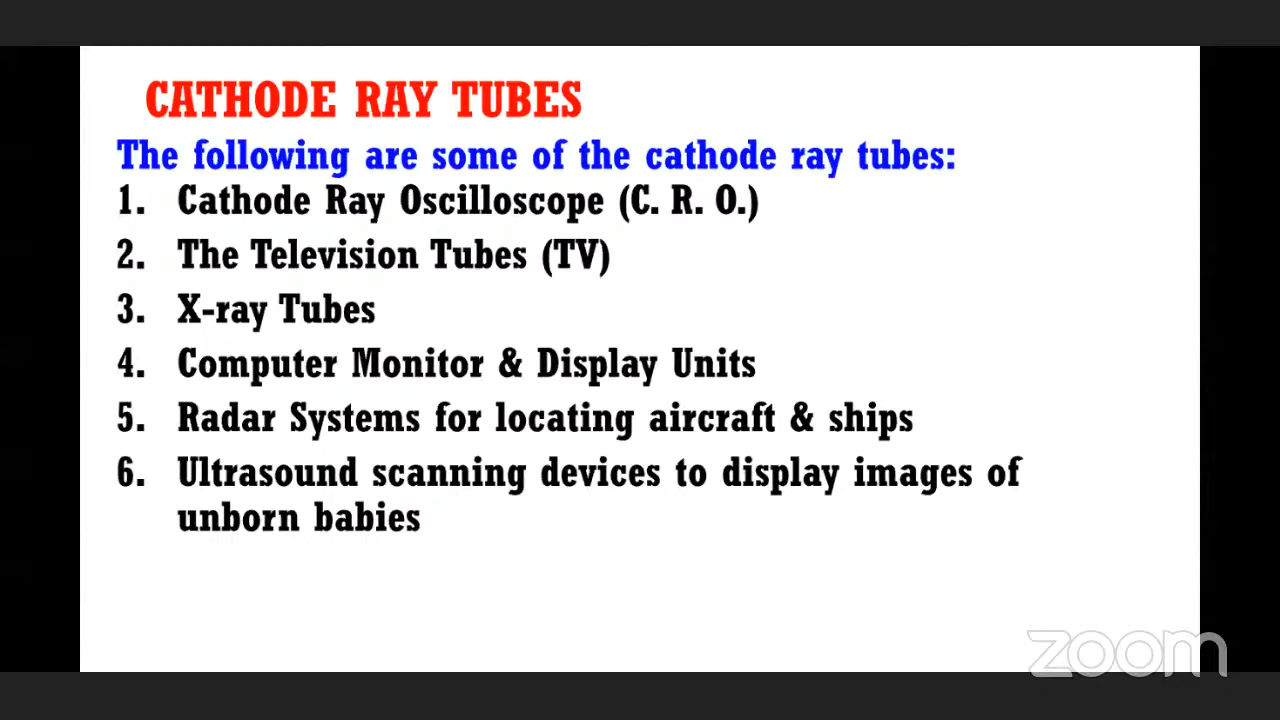 CATHODE RAY TUBES
The following are some of the cathode ray tubes:
1. Cathode Ray Oscilloscope (C. R. O.)
2. The Television Tubes (TV)
3. X-ray Tubes
4. Computer Monitor & Display Units
5. Radar Systems for locating aircraft & ships
6. Ultrasound scanning devices to display images of
unborn babies
zoom